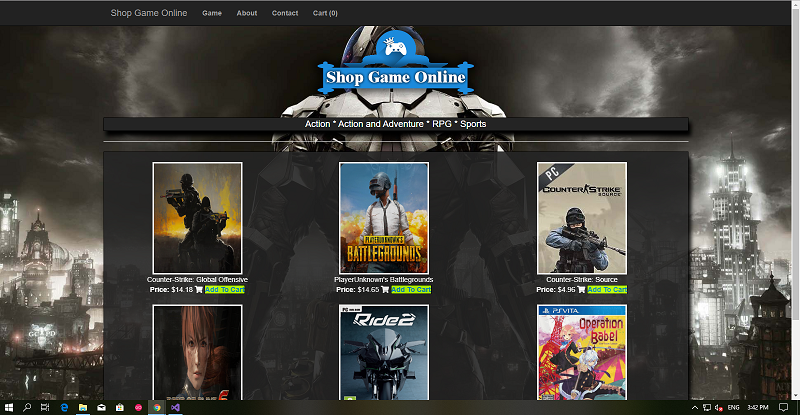 Shop Game Online Game About Contact Cart (0)
Shop Game Online
Action * Action and Adventure * RPG * Sports
PLAYERUNKNOWN'S
BATTLEGROUNDS
PC
COUNTER STRIKE
SOURCE
Counter-Strike: Global Offensive
Price: $14.18 Add To Cart
PlayerUnknown's Battlegrounds
Price: $14.65 Add To Cart
Counter-Strike: Source
Price: $4.96 Add To Cart
PC
Ride2
PS VITA
Operation
Babel
ENG 3:42 PM